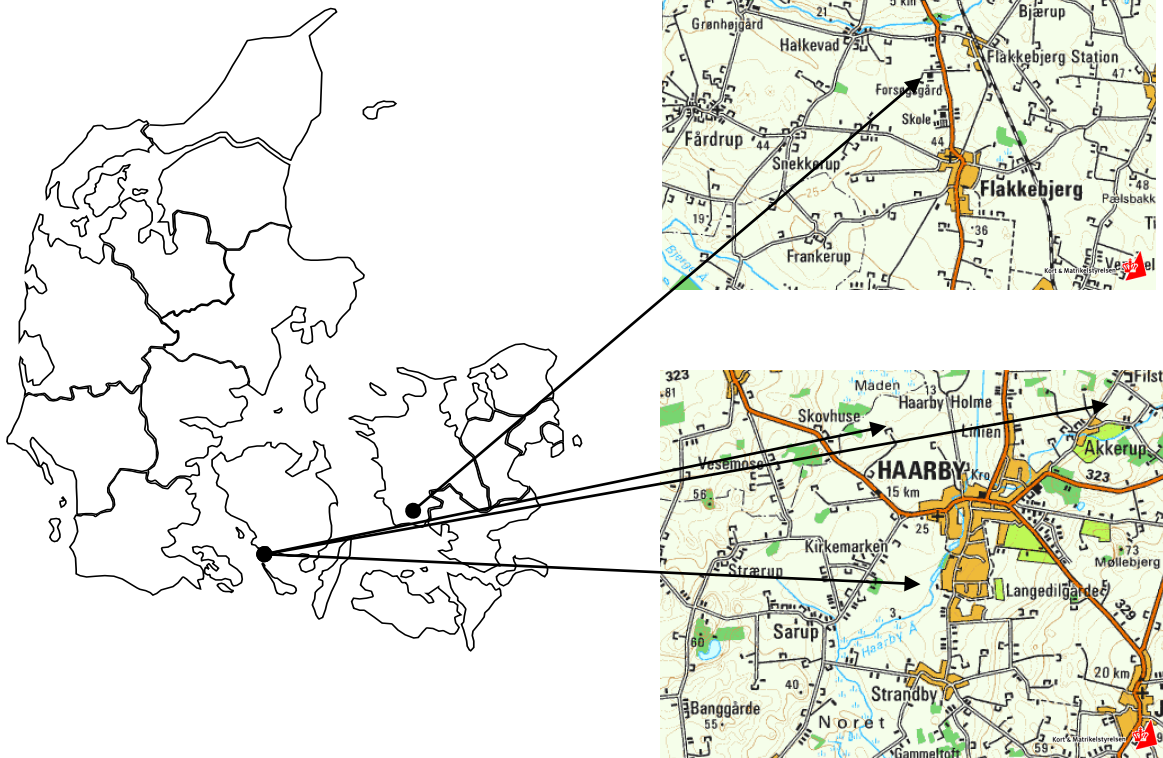 5 km
Grønhøjgård
21
Bjærup
Halkevad
Flakkebjerg Station
47
Forsøgsgård
Skole
Fårdrup
44
44
Snekkerup
Flakkebjerg
25
48
Pælsbakk
19
Ti
36
Bjerge Å
Frankerup
Kort & Matrikelstyrelsen
323
Filst
81
Maden
13
Haarby Holme
Skovhuse
Linien
Akkerup
Vesemose
HAARBY
Kro
323
56
15 km
25
Kirkemarken
73
Møllebjerg
Strærup
Langedilgårde
3
329
Sarup
Haarby Å
60
20 km
40
Strandby
Banggårde
55
Noret
J
Kort & Matrikelstyrelsen
9
59
Gammeltoft